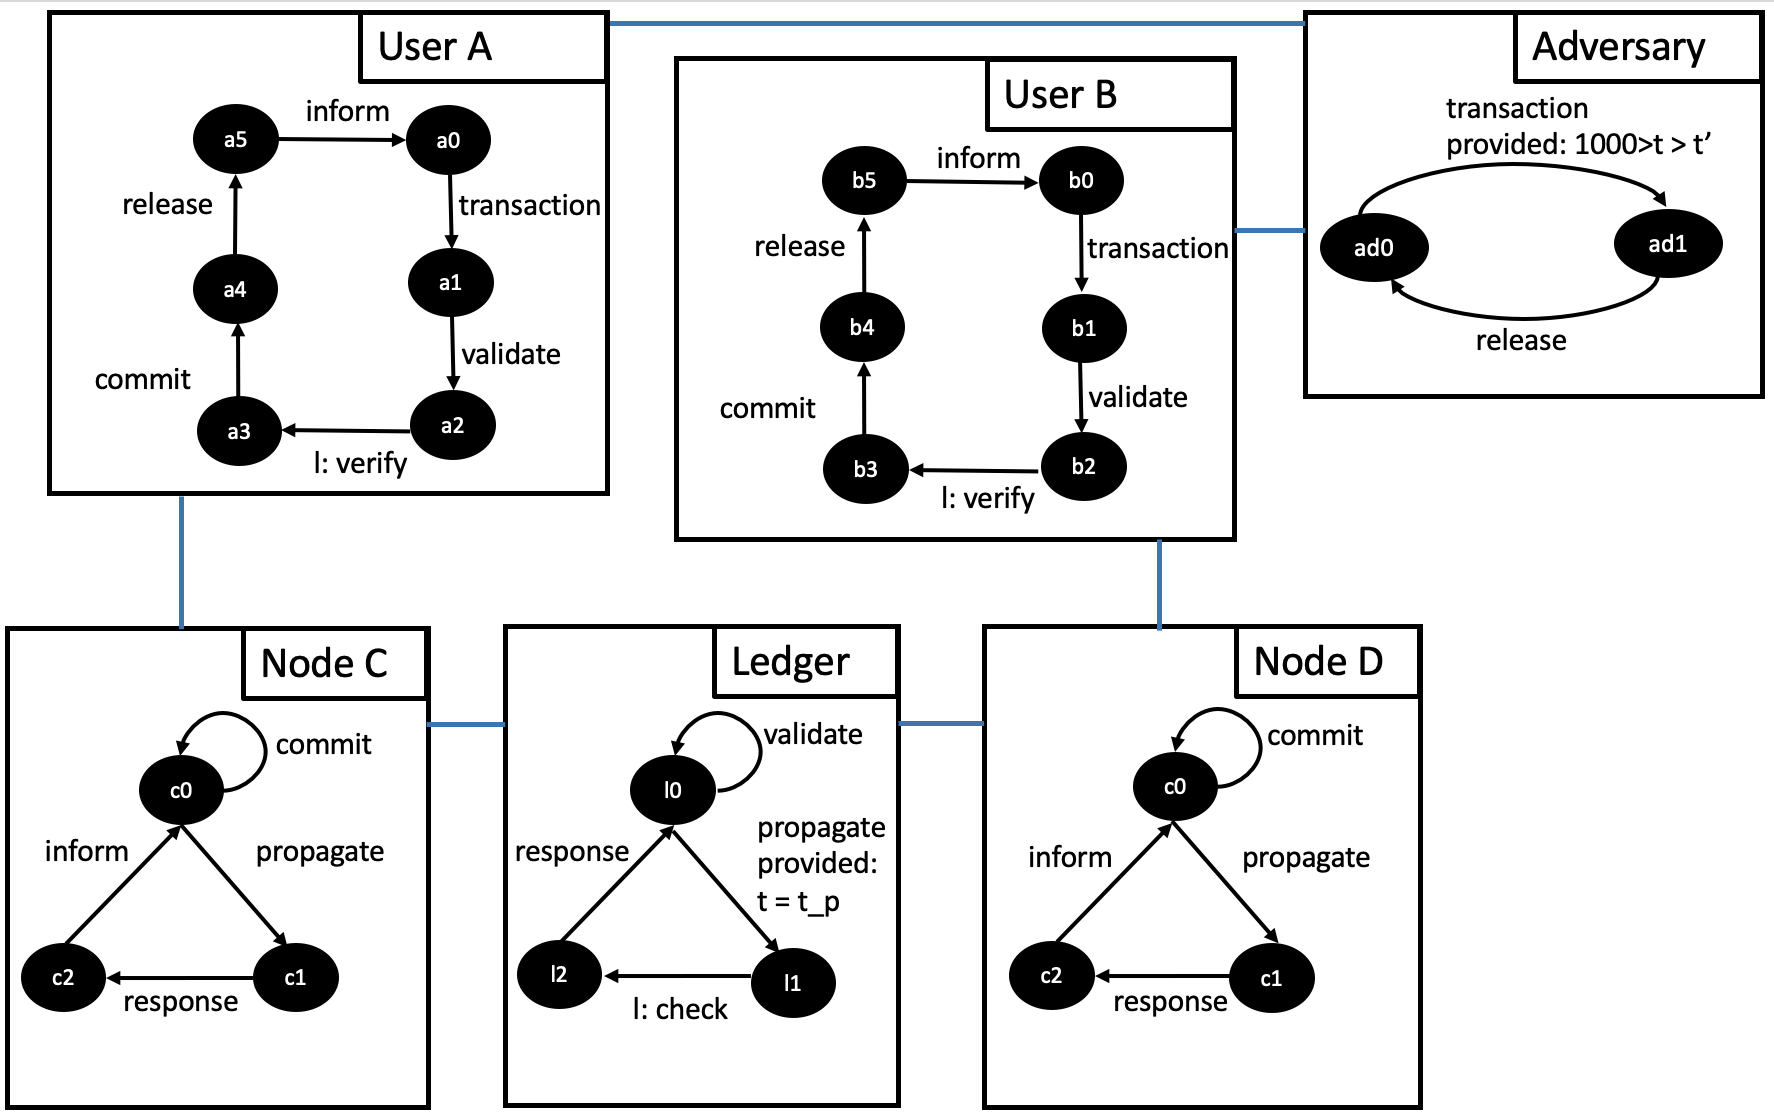 User A
inform
a5
a0
release
transaction
a4
a1
commit
validate
a3
a2
l: verify
User B
inform
b5
b0
release
transaction
b4
b1
commit
validate
b3
b2
l: verify
Adversary
transaction
provided: 1000>t > t’
ad0
ad1
release
Node C
commit
c0
inform
propagate
c2
c1
response
Ledger
validate
l0
response
propagate
provided:
t = t_p
l2
l1
l: check
Node D
commit
c0
inform
propagate
c2
c1
response